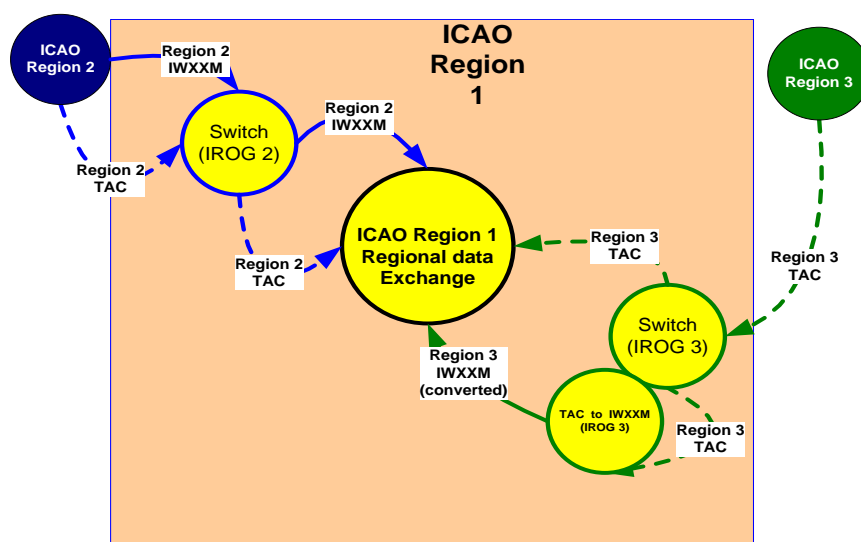 ICAO
Region 2
Region 2
IWXXM
ICAO
Region
1
ICAO
Region 3
Switch
(IROG 2)
Region 2
IWXXM
Region 2
TAC
ICAO Region 1
Regional data
Exchange
Region 2
TAC
Region 3
TAC
Region 3
TAC
Switch
(IROG 3)
Region 3
IWXXM
(converted)
TAC to IWXXM
(IROG 3)
Region 3
TAC